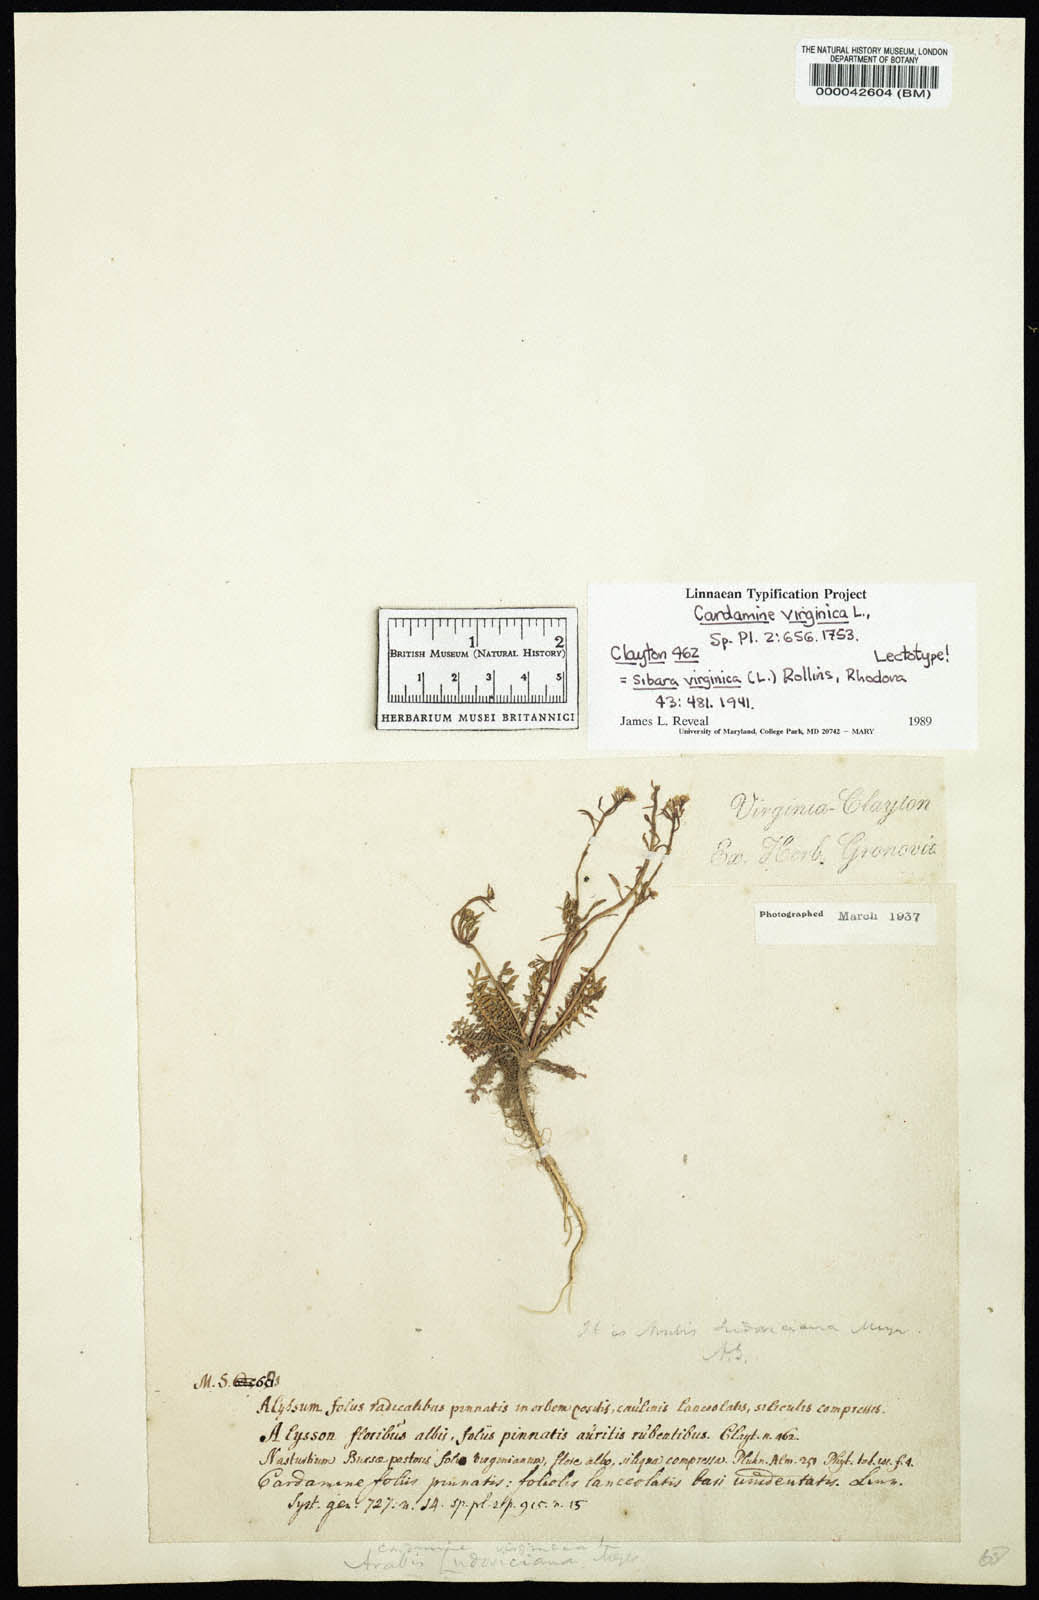 THE NATURAL HISTORY MUSEUM, LONDON
DEPARTMENT OF BOTANY
000042604 (BM)
Linnaean Typification Project
Cardamine virginica L.,
Sp. Pl. 2: 656. 1753.
Clayton 462 Lectotype!
= Sibara virginica (L.) Rollins, Rhodora
43: 481. 1941.
James L. Reveal 1989
University of Maryland, College Park, MD 20742 – MARY
1 2
British Museum (Natural History)
1 2 3 4 5
HERBARIUM MUSEI BRITANNICI
Virginia-Clayton
Ex. Herb. Gronovii
Photographed March 1937
It is Arabis Ludoviciana Meyer.
A.G.
M. S.
Alyssum foliis radicalibus pinnatis in orbem positis, caulinis lanceolatis, siliculis compressis.
Alysson floribus albis, foliis pinnatis auritis rubentibus. Clayt. n. 462.
Nasturtium Bursæ pastoris folio Virginianum, flore albo, siliqua compressa. Pluk. Alm. 251 Phyt. tab. 101. f. 4.
Cardamine foliis pinnatis: foliolis lanceolatis basi unidentatis. Linn.
Syst. gen. 727. n. 14. sp. pl. 2. p. 915. n. 15
Cardamine virginica L
Arabis Ludoviciana Meyer